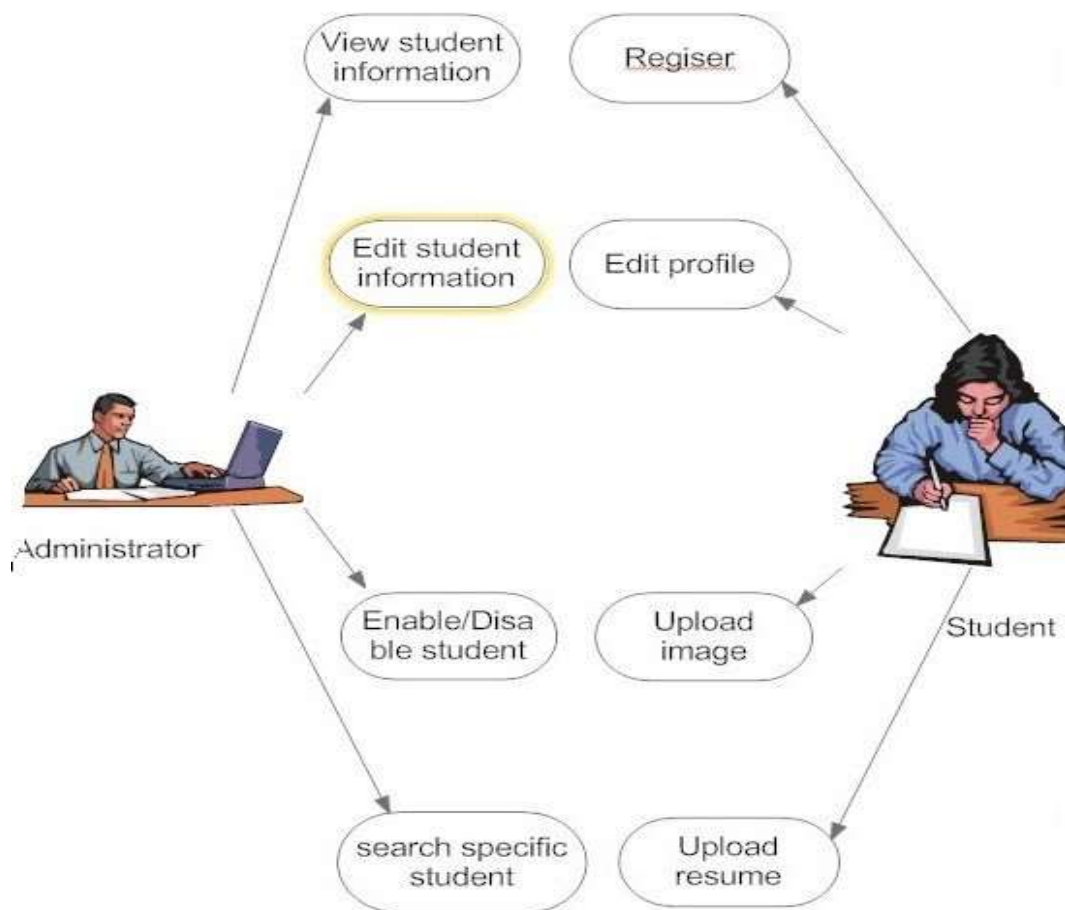 View student
information
Regiser
Edit student
information
Edit profile
Administrator
Student
Enable/Disa
ble student
Upload
image
search specific
student
Upload
resume